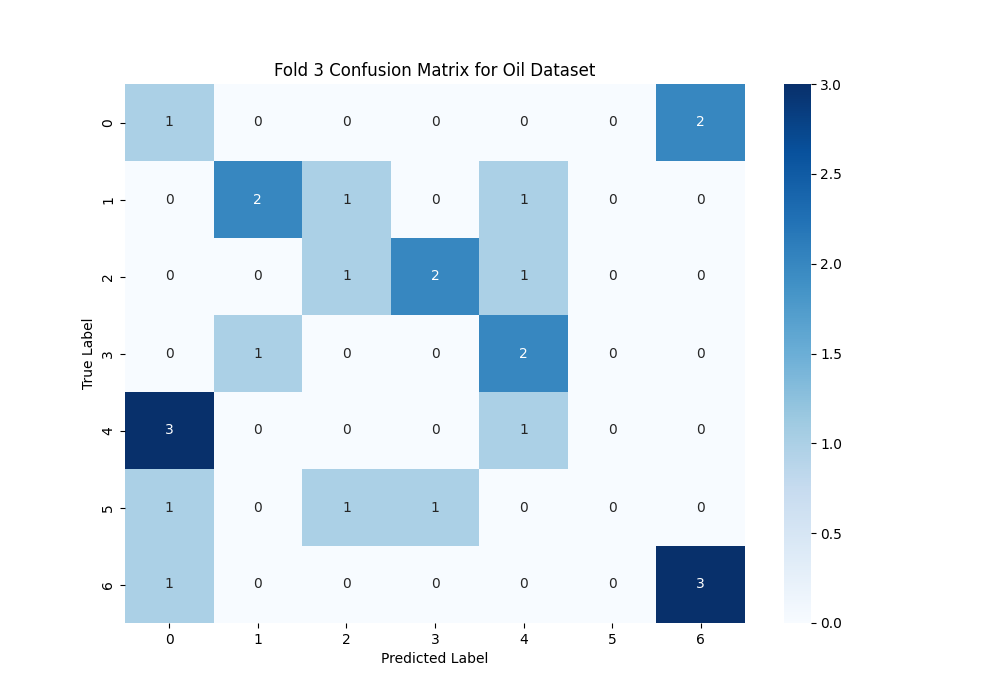 Fold 3 Confusion Matrix for Oil Dataset
3.0
0 1 0 0 0 0 0 2
2.5
1 0 2 1 0 1 0 0
2 0 0 1 2 1 0 0
2.0
True Label
3 0 1 0 0 2 0 0
1.5
4 3 0 0 0 1 0 0
1.0
5 1 0 1 1 0 0 0
0.5
6 1 0 0 0 0 0 3
0.0
0 1 2 3 4 5 6
Predicted Label